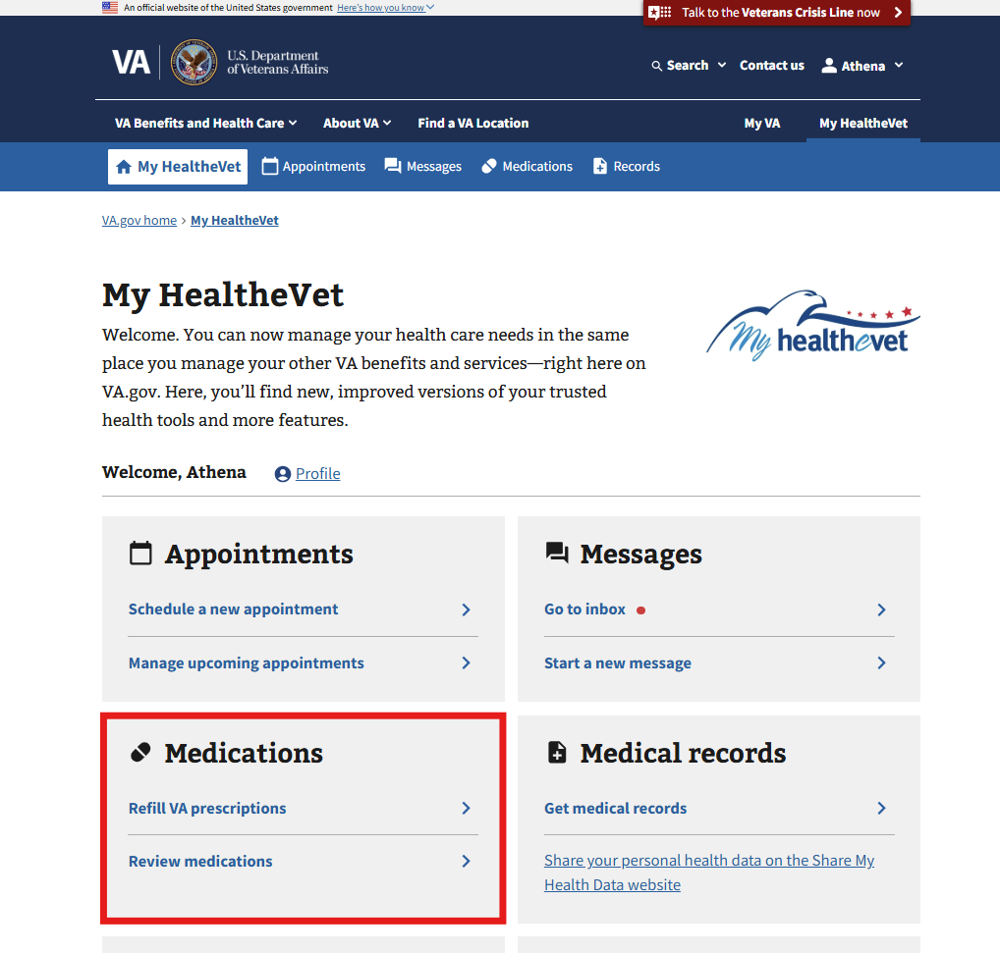 An official website of the United States government Here's how you know
Talk to the Veterans Crisis Line now
VA U.S. Department
of Veterans Affairs
Search Contact us Athena
VA Benefits and Health Care About VA Find a VA Location My VA My HealtheVet
My HealtheVet Appointments Messages Medications Records
VA.gov home › My HealtheVet
My HealtheVet
Welcome. You can now manage your health care needs in the same
place you manage your other VA benefits and services—right here on
VA.gov. Here, you’ll find new, improved versions of your trusted
health tools and more features.
My healthevet
Welcome, Athena Profile
Appointments
Schedule a new appointment
Manage upcoming appointments
Messages
Go to inbox
Start a new message
Medications
Refill VA prescriptions
Review medications
Medical records
Get medical records
Share your personal health data on the Share My
Health Data website